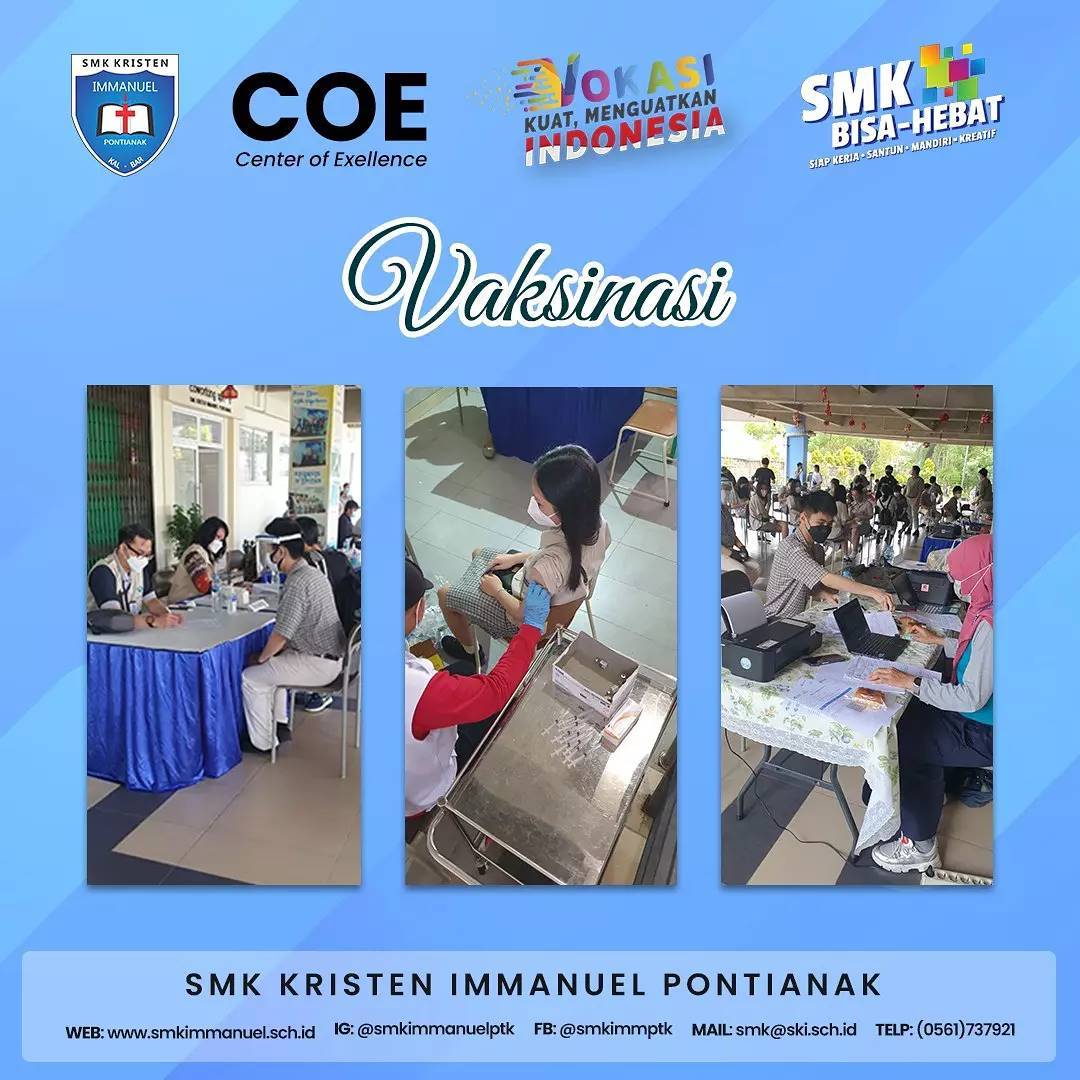 SMK KRISTEN
IMMANUEL
PONTIANAK
KAL - BAR
COE
Center of Exellence
VOKASI
KUAT, MENGUATKAN
INDONESIA
SMK
BISA-HEBAT
SIAP KERJA • SANTUN • MANDIRI • KREATIF
Vaksinasi
SMK KRISTEN IMMANUEL PONTIANAK
WEB: www.smkimmanuel.sch.id IG: @smkimmanuelptk FB: @smkimmptk MAIL: smk@ski.sch.id TELP: (0561)737921